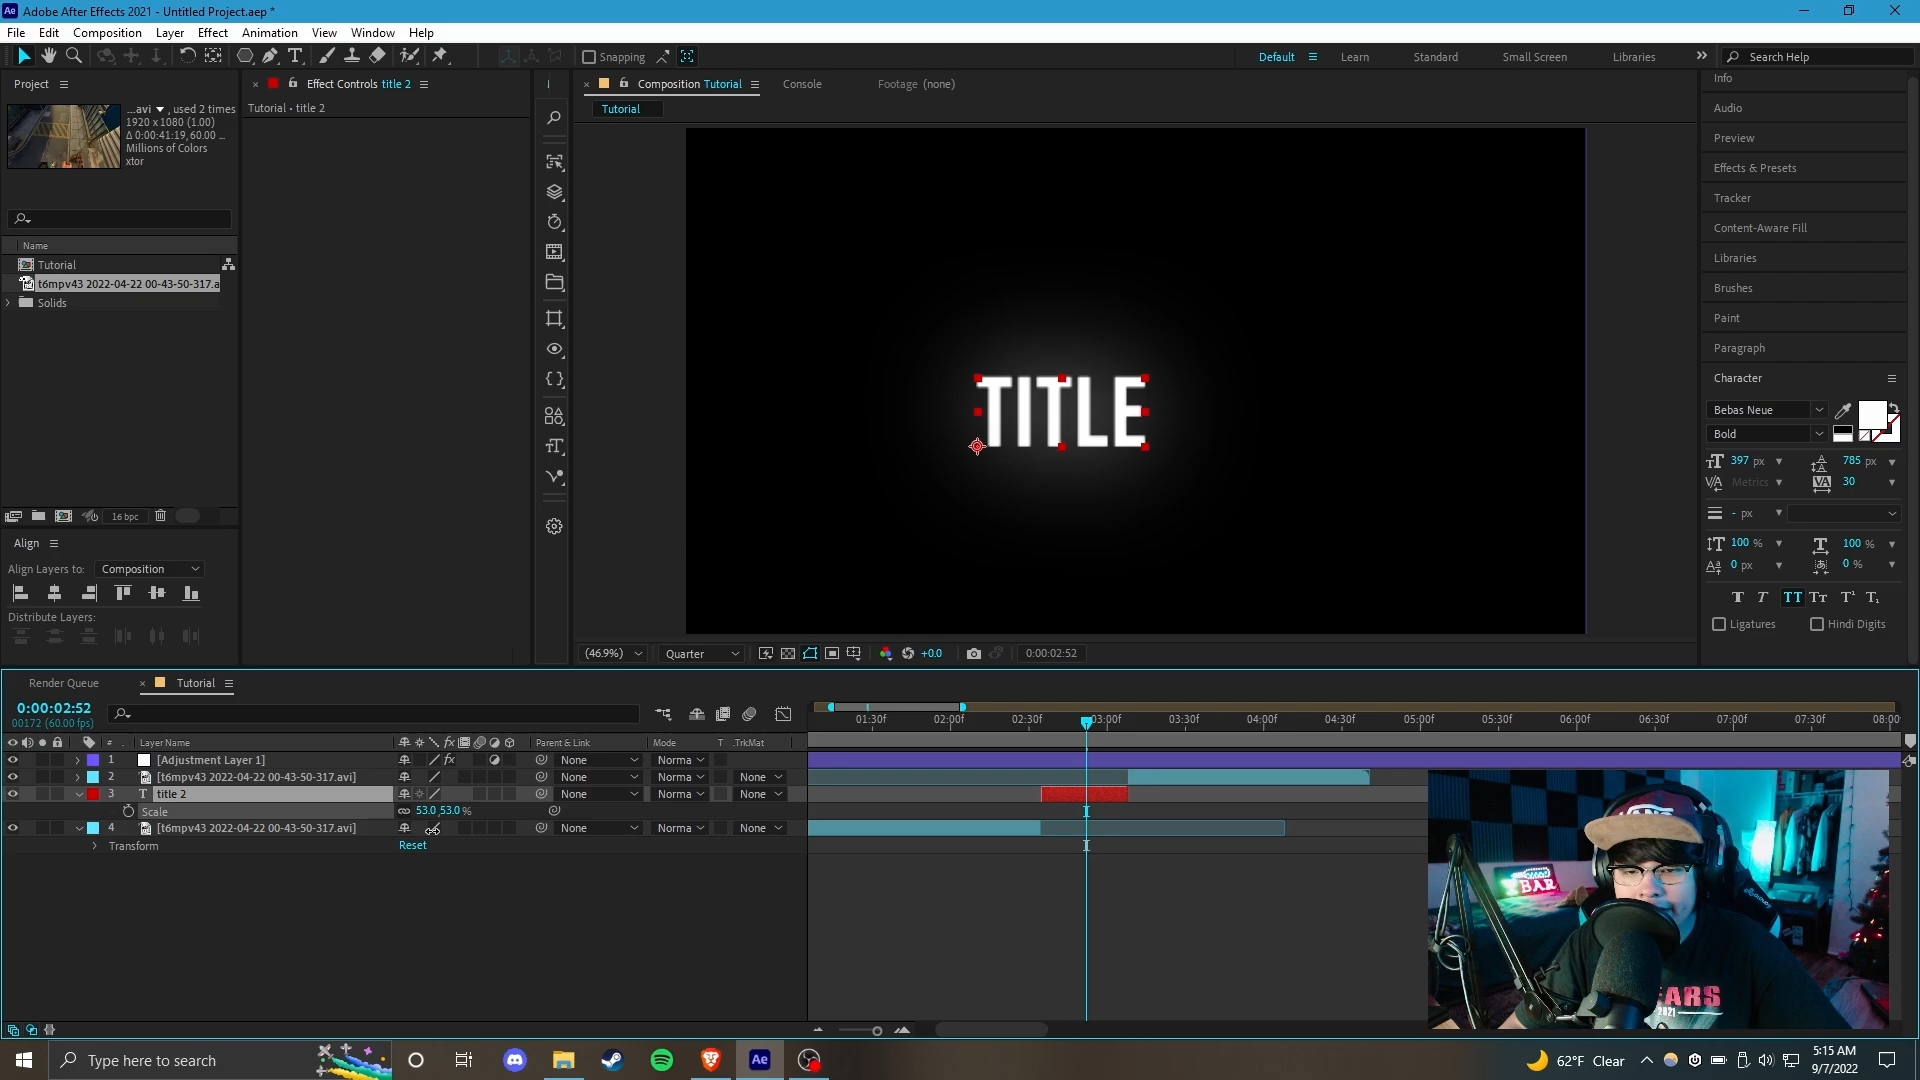 Adobe After Effects 2021 - Untitled Project.aep *
File Edit Composition Layer Effect Animation View Window Help
Snapping
Default Learn Standard Small Screen Libraries Search Help
Project
...avi , used 2 times
1920 x 1080 (1.00)
Δ 0:00:41:19, 60.00 ...
Millions of Colors
xtor
Name
Tutorial
t6mpv43 2022-04-22 00-43-50-317.a
Solids
16 bpc
Align
Align Layers to: Composition
Distribute Layers:
Effect Controls title 2
Tutorial • title 2
Composition Tutorial
Console
Footage (none)
Tutorial
TITLE
(46.9%) Quarter +0.0 0:00:02:52
Info
Audio
Preview
Effects & Presets
Tracker
Content-Aware Fill
Libraries
Brushes
Paint
Paragraph
Character
Bebas Neue
Bold
397 px 785 px
Metrics 30
- px
100 % 100 %
0 px 0 %
Ligatures Hindi Digits
Render Queue Tutorial
0:00:02:52
00172 (60.00 fps)
01:30f 02:00f 02:30f 03:00f 03:30f 04:00f 04:30f 05:00f 05:30f 06:00f 06:30f 07:00f 07:30f 08:00
# Layer Name Parent & Link Mode T .TrkMat
1 [Adjustment Layer 1] None Norma
2 [t6mpv43 2022-04-22 00-43-50-317.avi] None Norma None
3 T title 2 None Norma None
Scale 53.0,53.0 %
4 [t6mpv43 2022-04-22 00-43-50-317.avi] None Norma None
Transform Reset
BAR
EARS
2021
Type here to search
62°F Clear
5:15 AM
9/7/2022